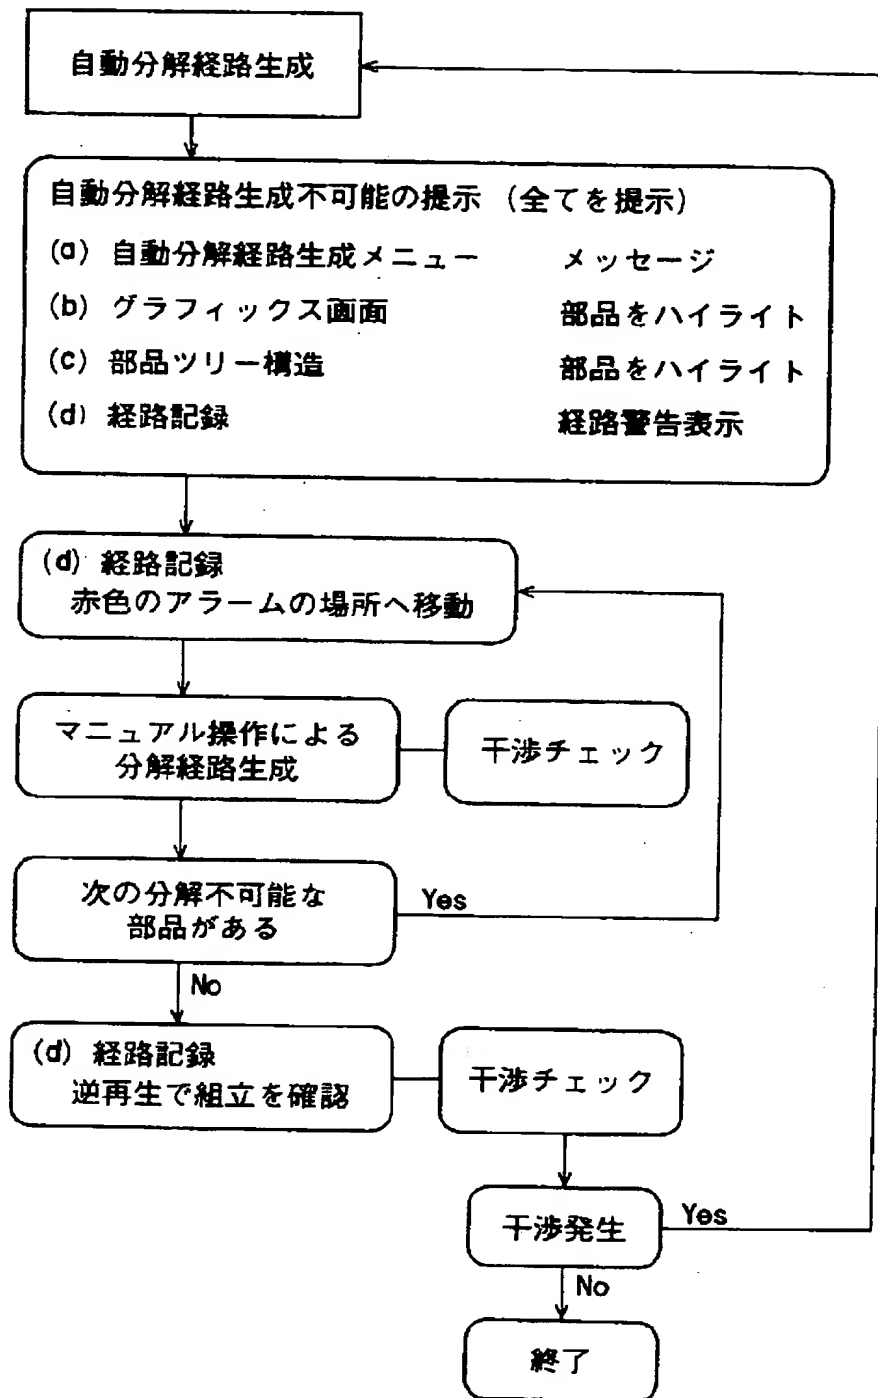 自動分解経路生成
自動分解経路生成不可能の提示 (全てを提示)
(a) 自動分解経路生成メニュー メッセージ
(b) グラフィックス画面 部品をハイライト
(c) 部品ツリー構造 部品をハイライト
(d) 経路記録 経路警告表示
(d) 経路記録
赤色のアラームの場所へ移動
マニュアル操作による
分解経路生成
干渉チェック
次の分解不可能な
部品がある
Yes
No
(d) 経路記録
逆再生で組立を確認
干渉チェック
干渉発生
Yes
No
終了